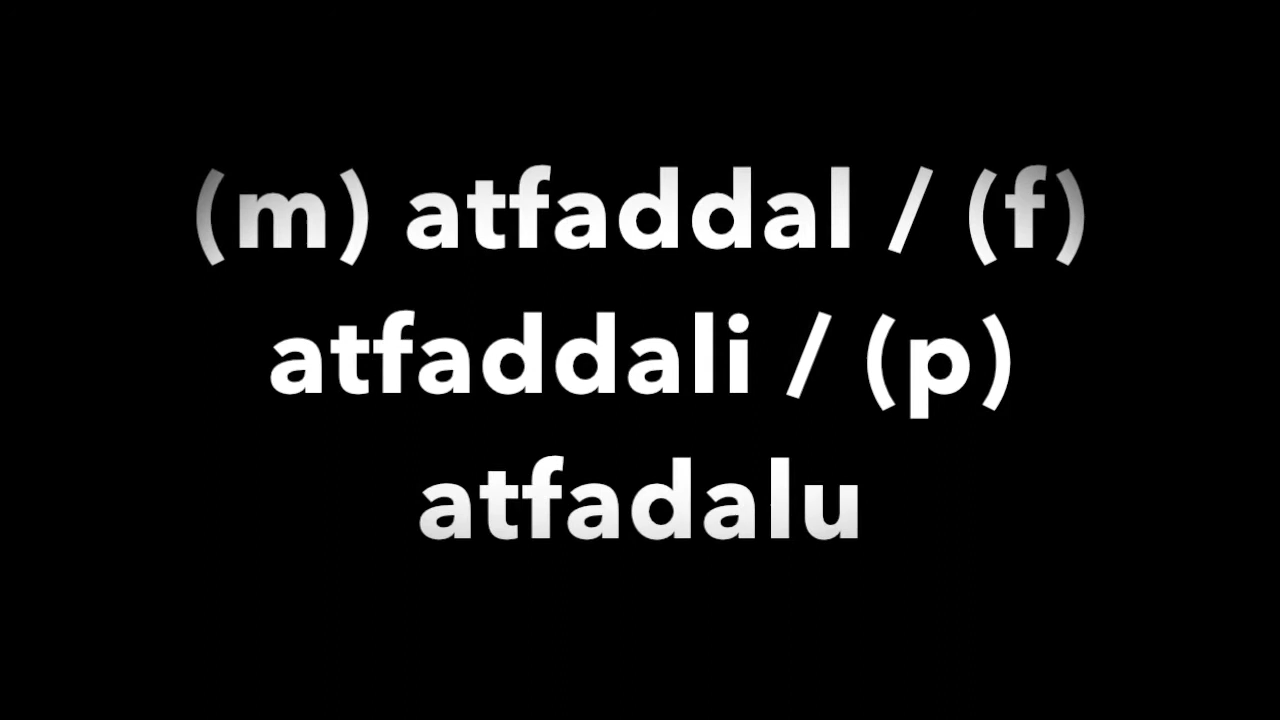 (m) atfaddal / (f)
atfaddali / (p)
atfadalu